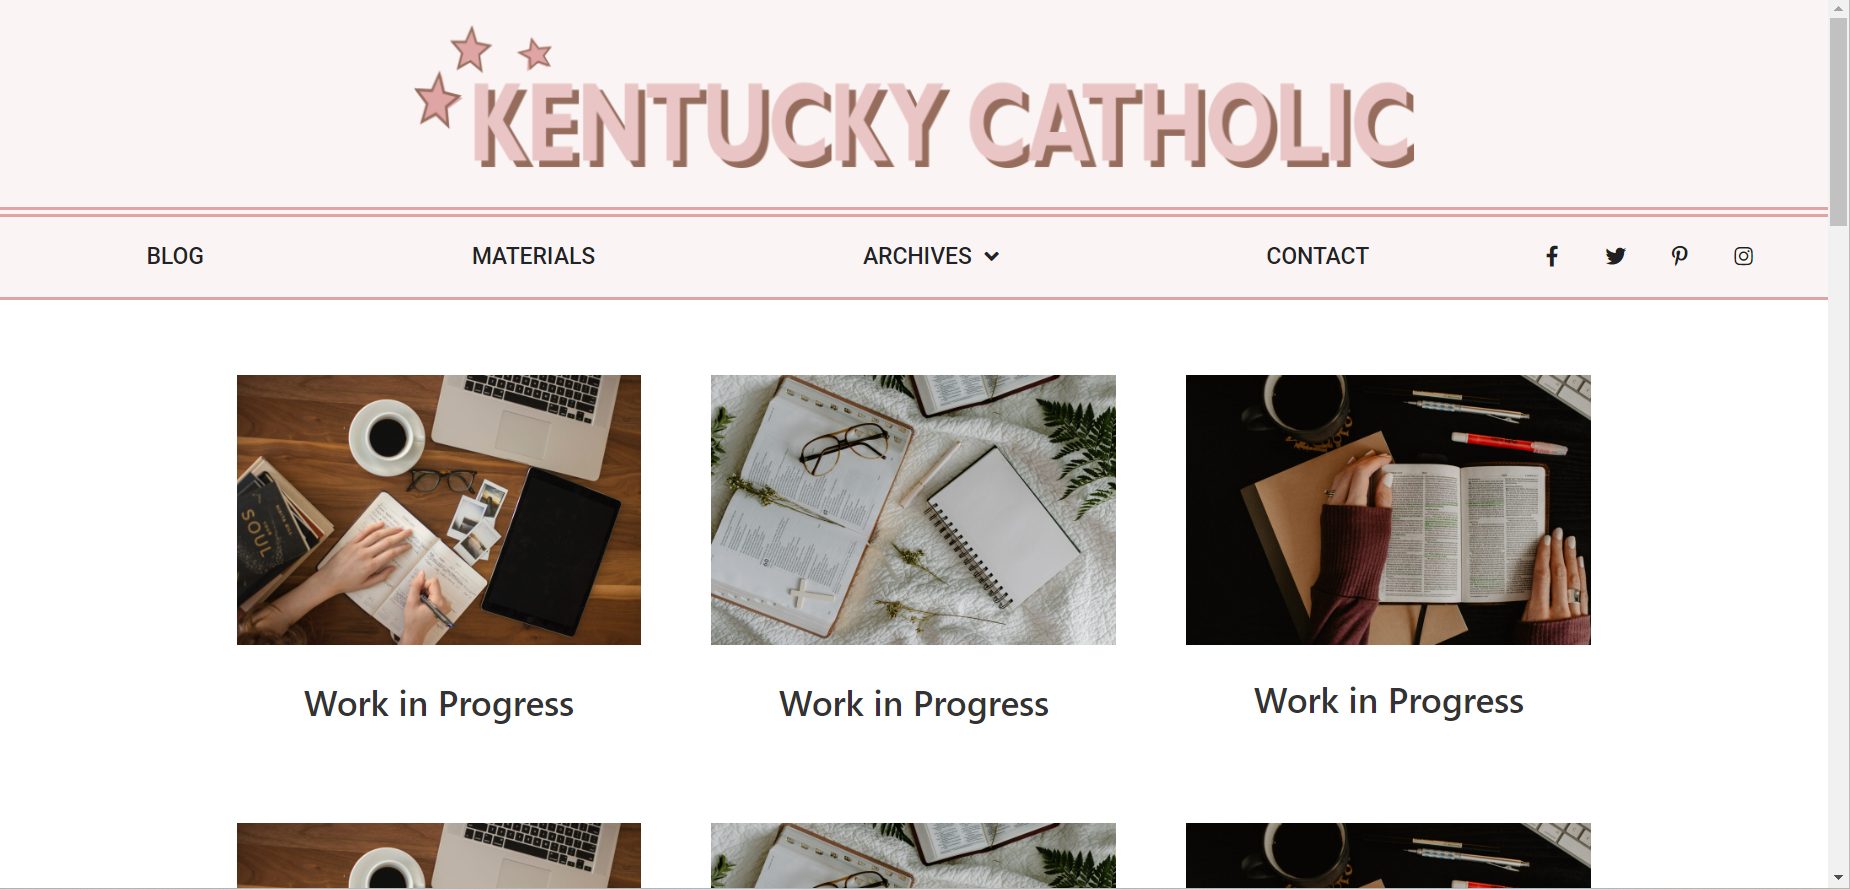 KENTUCKY CATHOLIC
BLOG
MATERIALS
ARCHIVES
CONTACT
SOUL
Work in Progress
Work in Progress
Work in Progress